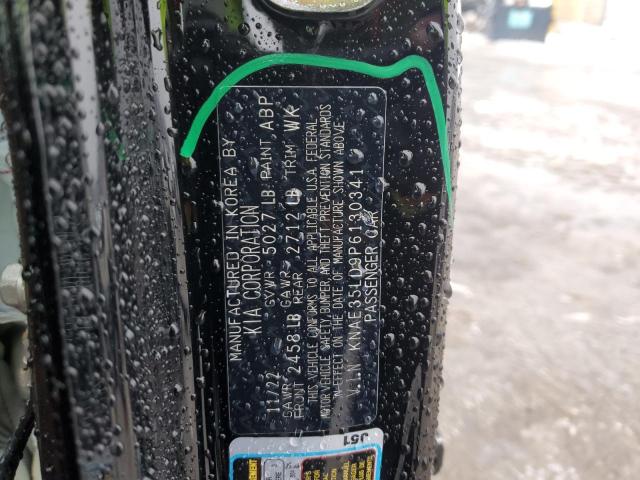 MANUFACTURED IN KOREA BY
KIA CORPORATION
11/22 GVWR 5027 LB PAINT ABP
GAWR FRONT 2458 LB GAWR REAR 2712 LB TRIM WK
THIS VEHICLE CONFORMS TO ALL APPLICABLE U.S.A. FEDERAL
MOTOR VEHICLE SAFETY, BUMPER, AND THEFT PREVENTION STANDARDS
IN EFFECT ON THE DATE OF MANUFACTURE SHOWN ABOVE.
V.I.N KNAE35LD9P6130341
PASSENGER CAR
J51